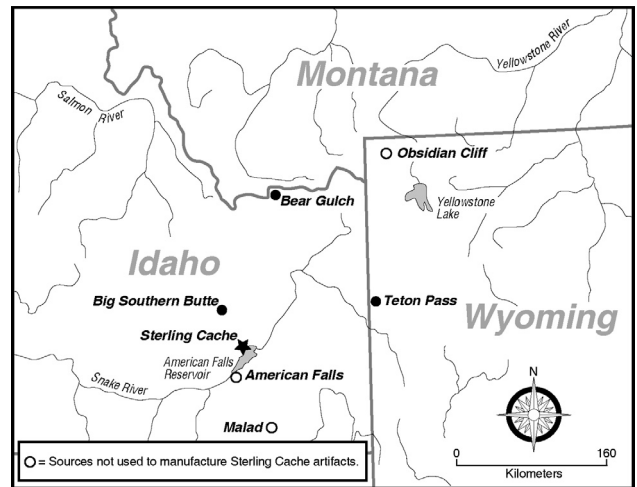 Montana
Yellowstone River
Salmon
River
Obsidian Cliff
Bear Gulch
Yellowstone
Lake
Idaho
Big Southern Butte
Teton Pass
Wyoming
Sterling Cache
American Falls
Reservoir
American Falls
Snake River
N
Malad
= Sources not used to manufacture Sterling Cache artifacts.
0
160
Kilometers